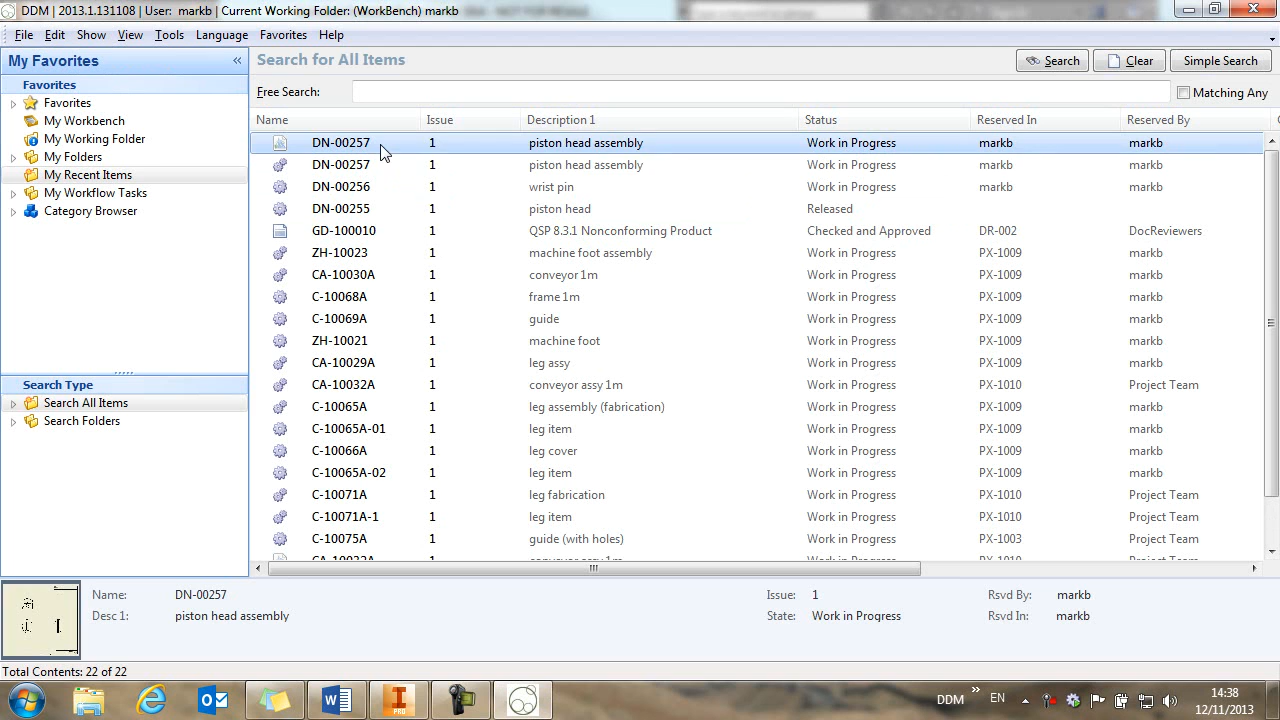 DDM | 2013.1.131108 | User: markb | Current Working Folder: (WorkBench) markb
File Edit Show View Tools Language Favorites Help
My Favorites «
Favorites
Favorites
My Workbench
My Working Folder
My Folders
My Recent Items
My Workflow Tasks
Category Browser
Search Type
Search All Items
Search Folders
Search for All Items Search Clear Simple Search
Free Search: Matching Any
Name Issue Description 1 Status Reserved In Reserved By
DN-00257 1 piston head assembly Work in Progress markb markb
DN-00257 1 piston head assembly Work in Progress markb markb
DN-00256 1 wrist pin Work in Progress markb markb
DN-00255 1 piston head Released
GD-100010 1 QSP 8.3.1 Nonconforming Product Checked and Approved DR-002 DocReviewers
ZH-10023 1 machine foot assembly Work in Progress PX-1009 markb
CA-10030A 1 conveyor 1m Work in Progress PX-1009 markb
C-10068A 1 frame 1m Work in Progress PX-1009 markb
C-10069A 1 guide Work in Progress PX-1009 markb
ZH-10021 1 machine foot Work in Progress PX-1009 markb
CA-10029A 1 leg assy Work in Progress PX-1009 markb
CA-10032A 1 conveyor assy 1m Work in Progress PX-1010 Project Team
C-10065A 1 leg assembly (fabrication) Work in Progress PX-1009 markb
C-10065A-01 1 leg item Work in Progress PX-1009 markb
C-10066A 1 leg cover Work in Progress PX-1009 markb
C-10065A-02 1 leg item Work in Progress PX-1009 markb
C-10071A 1 leg fabrication Work in Progress PX-1010 Project Team
C-10071A-1 1 leg item Work in Progress PX-1010 Project Team
C-10075A 1 guide (with holes) Work in Progress PX-1003 Project Team
Name: DN-00257 Issue: 1 Rsvd By: markb
Desc 1: piston head assembly State: Work in Progress Rsvd In: markb
Total Contents: 22 of 22
PRO DDM » EN 14:38
12/11/2013